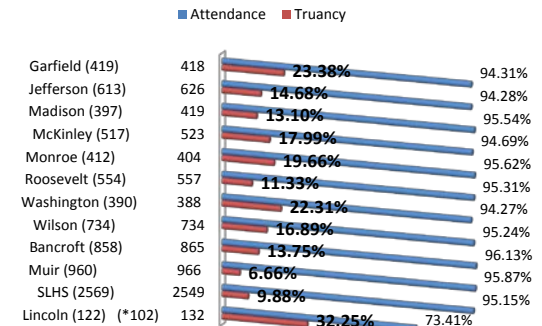 Attendance Truancy
Garfield (419) 418 23.38% 94.31%
Jefferson (613) 626 14.68% 94.28%
Madison (397) 419 13.10% 95.54%
McKinley (517) 523 17.99% 94.69%
Monroe (412) 404 19.66% 95.62%
Roosevelt (554) 557 11.33% 95.31%
Washington (390) 388 22.31% 94.27%
Wilson (734) 734 16.89% 95.24%
Bancroft (858) 865 13.75% 96.13%
Muir (960) 966 6.66% 95.87%
SLHS (2569) 2549 9.88% 95.15%
Lincoln (122) (*102) 132 32.25% 73.41%